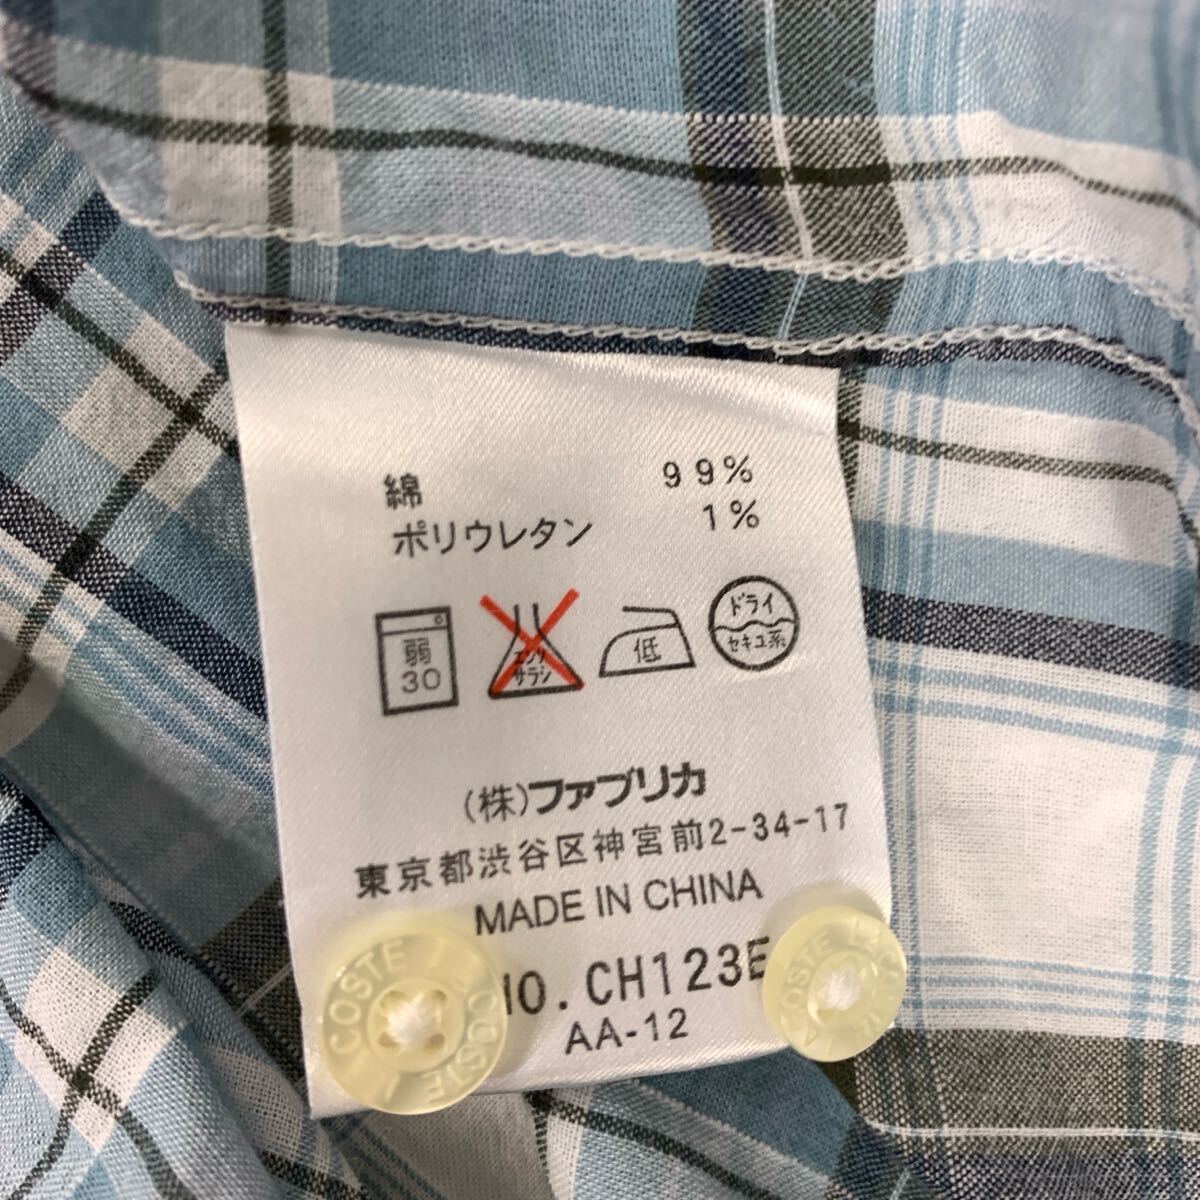 綿 99%
ポリウレタン 1%
弱
30
エンソ
サラシ
低
ドライ
セキユ系
(株)ファブリカ
東京都渋谷区神宮前2-34-17
MADE IN CHINA
NO. CH123E
AA-12
COSTE
LACOSTE